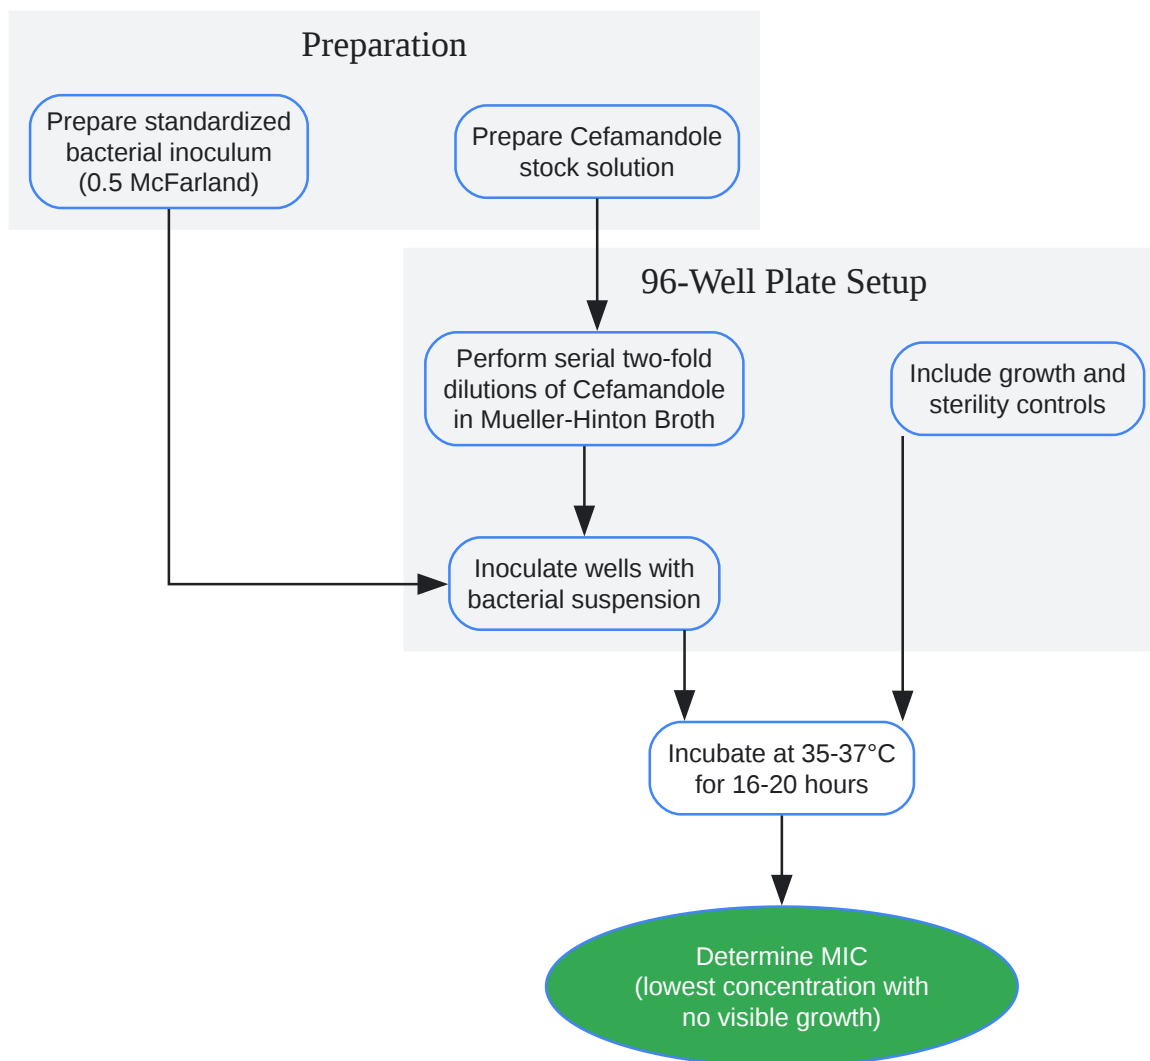 Preparation
Prepare standardized
bacterial inoculum
(0.5 McFarland)
Prepare Cefamandole
stock solution
96-Well Plate Setup
Perform serial two-fold
dilutions of Cefamandole
in Mueller-Hinton Broth
Include growth and
sterility controls
Inoculate wells with
bacterial suspension
Incubate at 35-37°C
for 16-20 hours
Determine MIC
(lowest concentration with
no visible growth)